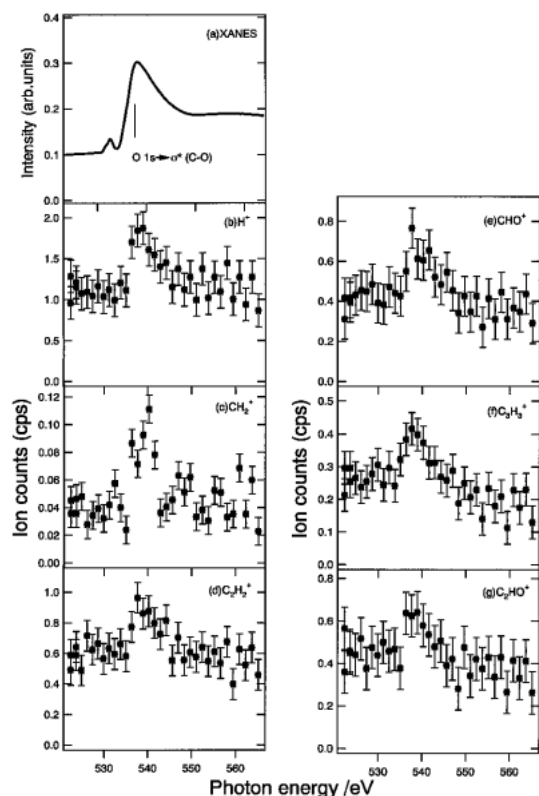 (a)XANES
Intensity (arb.units)
0.4
0.3
0.2
0.1
0.0
O 1s→σ* (C-O)
(b)H⁺
2.0
1.5
1.0
0.5
0.0
(c)CH₂⁺
0.12
0.10
0.08
0.06
0.04
0.02
0.00
Ion counts (cps)
(d)C₂H₂⁺
1.0
0.8
0.6
0.4
0.2
0.0
530 540 550 560
(e)CHO⁺
0.8
0.6
0.4
0.2
0.0
(f)C₃H₃⁺
0.5
0.4
0.3
0.2
0.1
0.0
Ion counts (cps)
(g)C₂HO⁺
0.8
0.6
0.4
0.2
0.0
530 540 550 560
Photon energy /eV